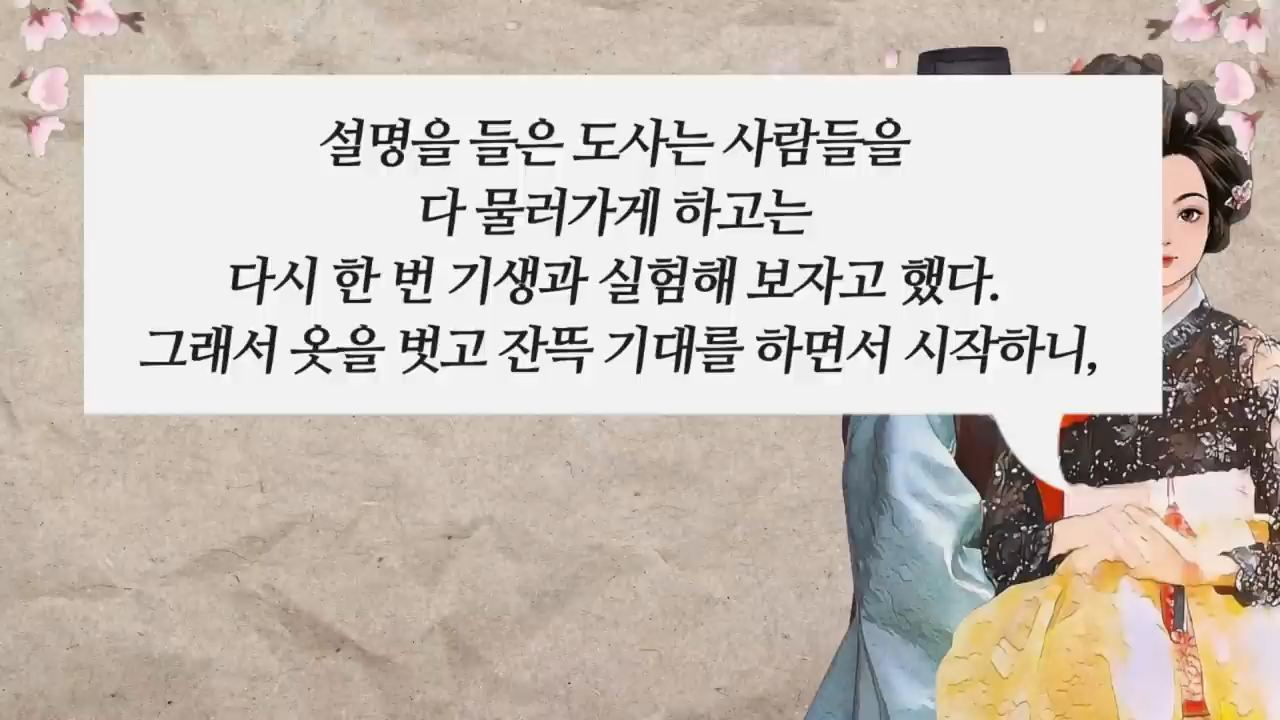 설명을 들은 도사는 사람들을
다 물러가게 하고는
다시 한 번 기생과 실험해 보자고 했다.
그래서 옷을 벗고 잔뜩 기대를 하면서 시작하니,